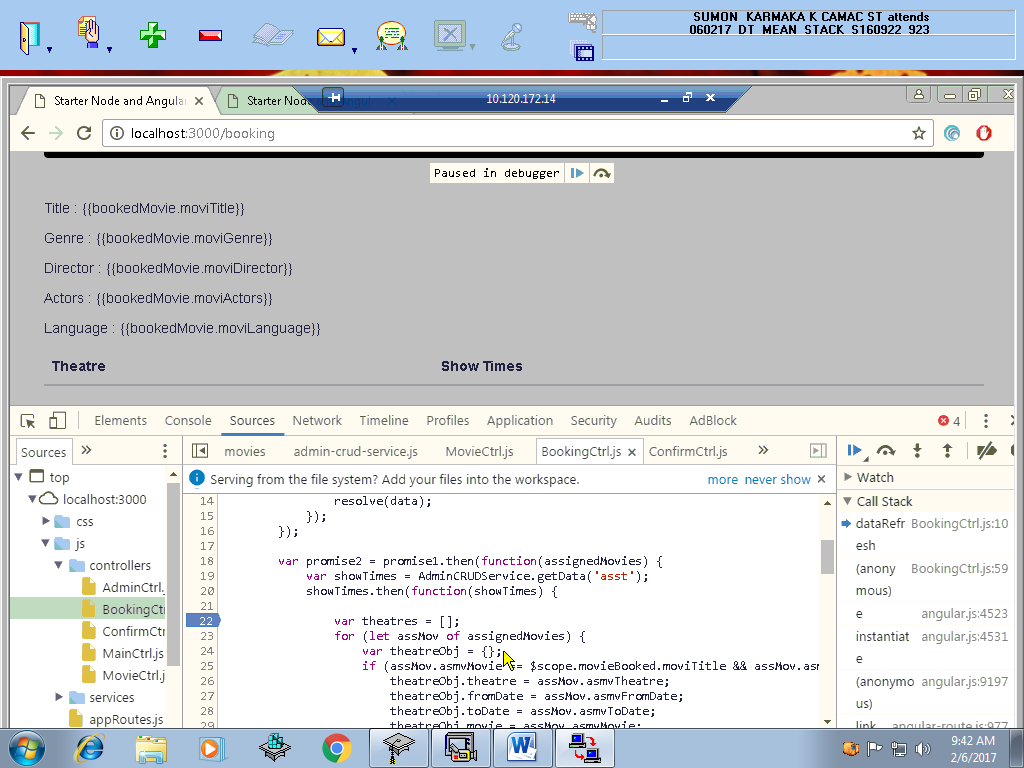 SUMON KARMAKA K CAMAC ST attends
060217 DT MEAN STACK S160922 923
Starter Node and Angula
Starter Nod
10.120.172.14
localhost:3000/booking
Paused in debugger
Title : {{bookedMovie.moviTitle}}
Genre : {{bookedMovie.moviGenre}}
Director : {{bookedMovie.moviDirector}}
Actors : {{bookedMovie.moviActors}}
Language : {{bookedMovie.moviLanguage}}
Theatre Show Times
Elements Console Sources Network Timeline Profiles Application Security Audits AdBlock 4
Sources » movies admin-crud-service.js MovieCtrl.js BookingCtrl.js × ConfirmCtrl.js »
Serving from the file system? Add your files into the workspace. more never show ×
top
localhost:3000
css
js
controllers
AdminCtrl.
BookingCt
ConfirmCtr
MainCtrl.js
MovieCtrl.j
services
appRoutes.js
14 resolve(data);
15 });
16 });
17
18 var promise2 = promise1.then(function(assignedMovies) {
19 var showTimes = AdminCRUDService.getData('asst');
20 showTimes.then(function(showTimes) {
21
22 var theatres = [];
23 for (let assMov of assignedMovies) {
24 var theatreObj = {};
25 if (assMov.asmvMovie == $scope.movieBooked.moviTitle && assMov.asm
26 theatreObj.theatre = assMov.asmvTheatre;
27 theatreObj.fromDate = assMov.asmvFromDate;
28 theatreObj.toDate = assMov.asmvToDate;
29 theatreObj.movie = assMov.asmvMovie;
Watch
Call Stack
dataRefr BookingCtrl.js:10
esh
(anony BookingCtrl.js:59
mous)
e angular.js:4523
instantiat angular.js:4531
e
(anonymo angular.js:9197
us)
link angular-route.js:977
9:42 AM
2/6/2017